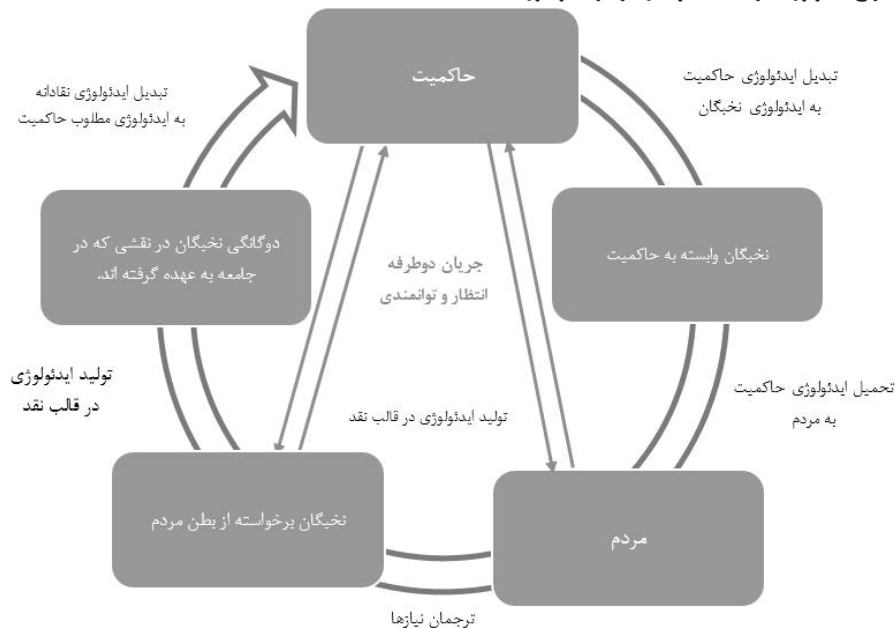 حاکمیت
تبدیل ایدئولوژی حاکمیت
به ایدئولوژی نخبگان
تبدیل ایدئولوژی نقادانه
به ایدئولوژی مطلوب حاکمیت
نخبگان وابسته به حاکمیت
دوگانگی نخبگان در نقشی که در
جامعه به عهده گرفته اند.
جریان دوطرفه
انتظار و توانمندی
تحمیل ایدئولوژی حاکمیت
به مردم
تولید ایدئولوژی
در قالب نقد
تولید ایدئولوژی در قالب نقد
مردم
نخبگان برخواسته از بطن مردم
ترجمان نیازها